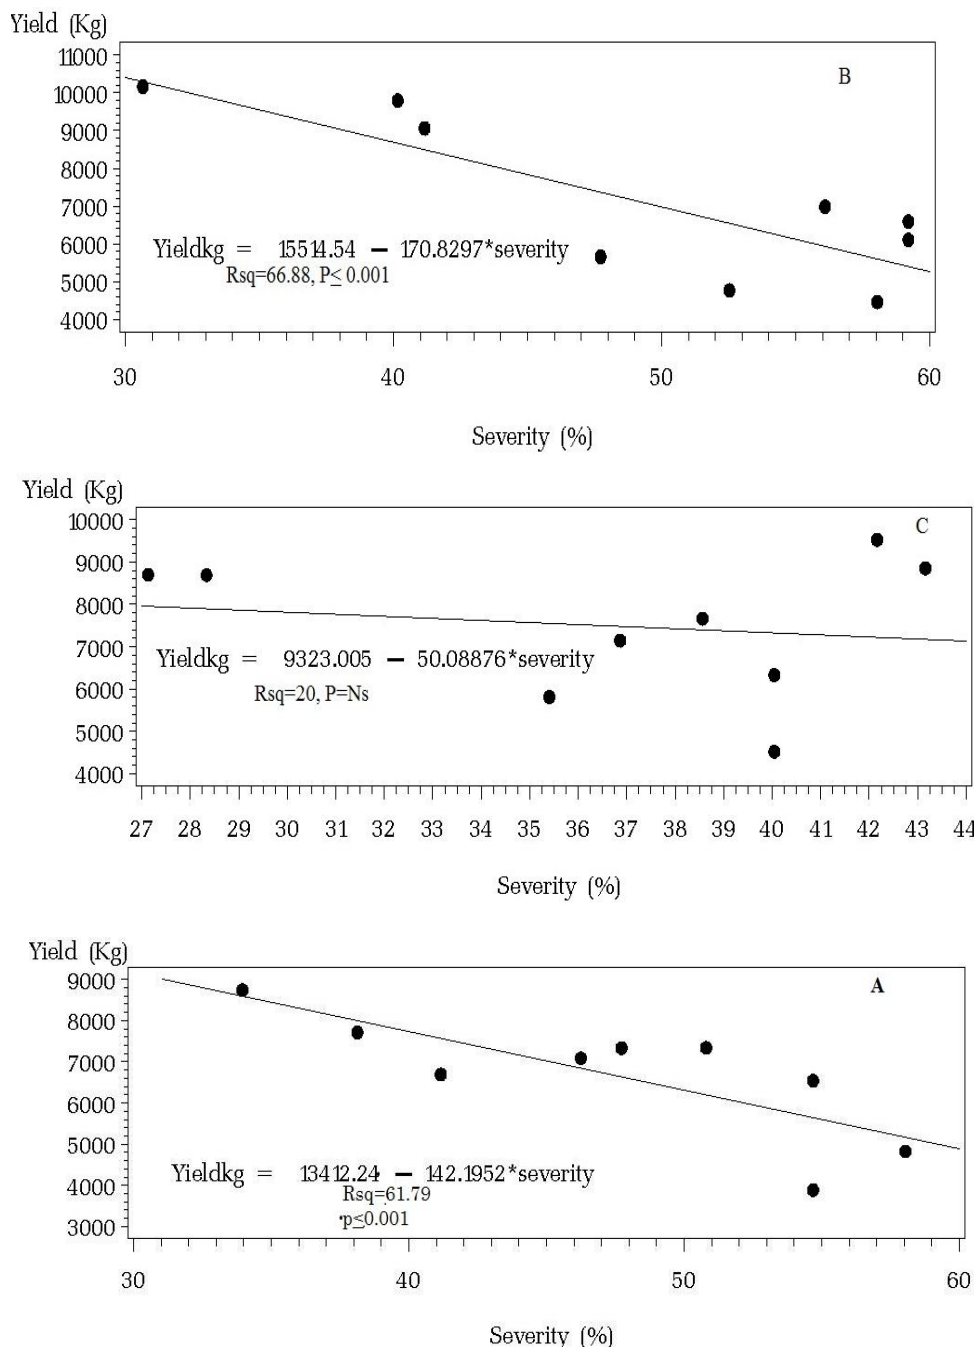 Yield (Kg)
B
11000
10000
9000
8000
7000
6000
5000
4000
Yieldkg = 15514.54 − 170.8297*severity
Rsq=66.88, P≤ 0.001
30 40 50 60
Severity (%)
Yield (Kg)
C
10000
9000
8000
7000
6000
5000
4000
Yieldkg = 9323.005 − 50.08876*severity
Rsq=20, P=Ns
27 28 29 30 31 32 33 34 35 36 37 38 39 40 41 42 43 44
Severity (%)
Yield (Kg)
A
9000
8000
7000
6000
5000
4000
3000
Yieldkg = 13412.24 − 142.1952*severity
Rsq=61.79
p≤0.001
30 40 50 60
Severity (%)